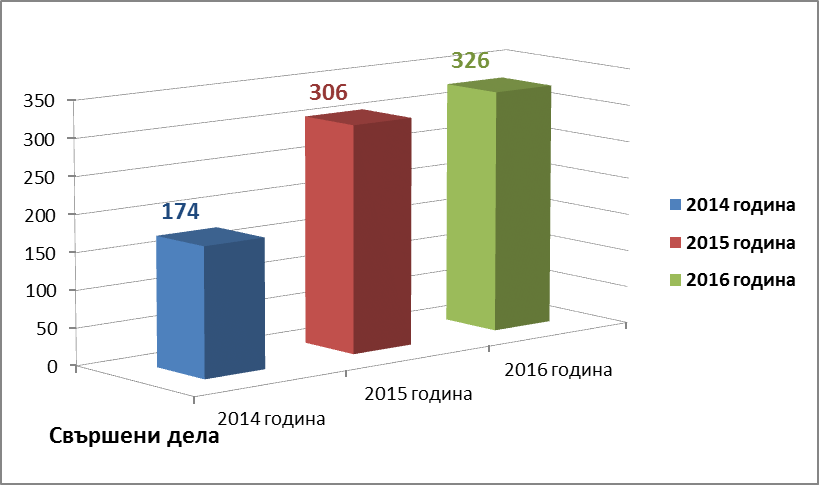 326
306
174
350
300
250
200
150
100
50
0
2014 година
2015 година
2016 година
2014 година
2015 година
2016 година
Свършени дела